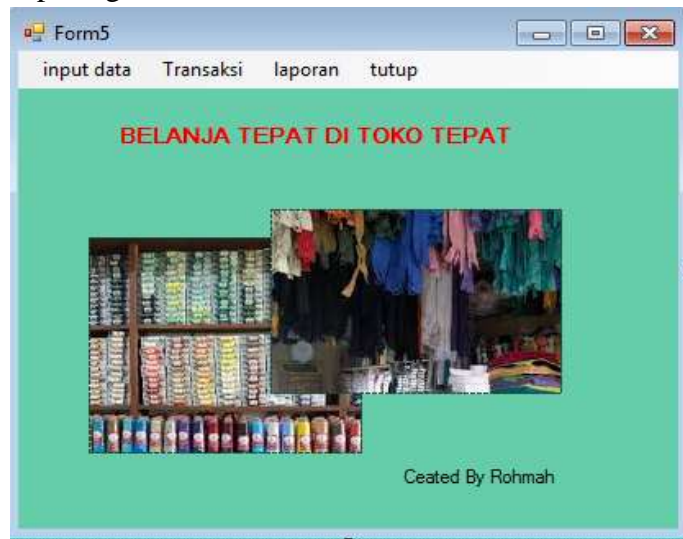 Form5
input data Transaksi laporan tutup
BELANJA TEPAT DI TOKO TEPAT
Ceated By Rohmah